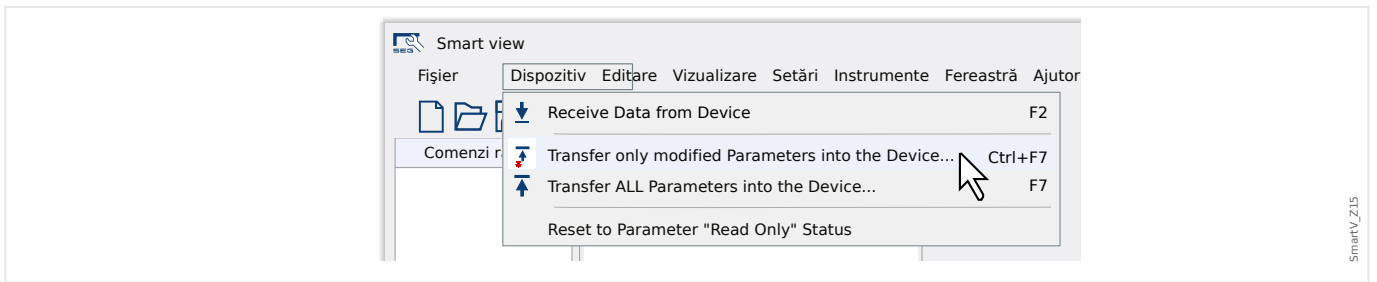 SEG Smart view
Fişier Dispozitiv Editare Vizualizare Setări Instrumente Fereastră Ajutor
Receive Data from Device F2
Comenzi r
Transfer only modified Parameters into the Device... Ctrl+F7
Transfer ALL Parameters into the Device... F7
Reset to Parameter "Read Only" Status
SmartV_Z15